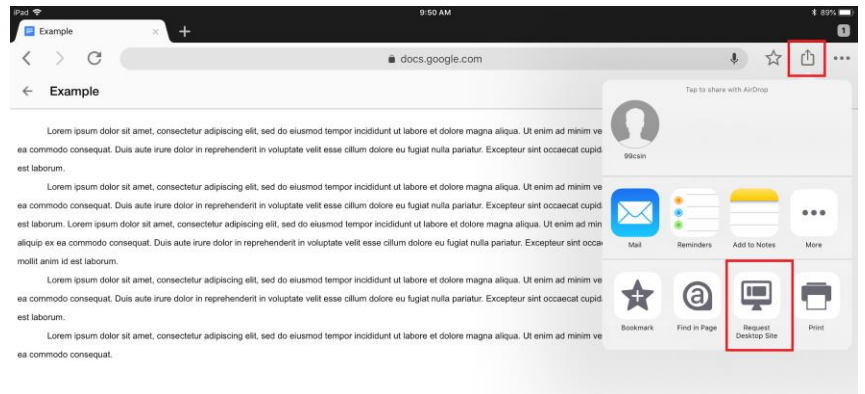 iPad 9:50 AM 89%
Example × + 1
docs.google.com
Example
Tap to share with AirDrop
99csin
Lorem ipsum dolor sit amet, consectetur adipiscing elit, sed do eiusmod tempor incididunt ut labore et dolore magna aliqua. Ut enim ad minim ve
ea commodo consequat. Duis aute irure dolor in reprehenderit in voluptate velit esse cillum dolore eu fugiat nulla pariatur. Excepteur sint occaecat cupid
est laborum.
Lorem ipsum dolor sit amet, consectetur adipiscing elit, sed do eiusmod tempor incididunt ut labore et dolore magna aliqua. Ut enim ad minim ve
ea commodo consequat. Duis aute irure dolor in reprehenderit in voluptate velit esse cillum dolore eu fugiat nulla pariatur. Excepteur sint occaecat cupid
est laborum. Lorem ipsum dolor sit amet, consectetur adipiscing elit, sed do eiusmod tempor incididunt ut labore et dolore magna aliqua. Ut enim ad min
aliquip ex ea commodo consequat. Duis aute irure dolor in reprehenderit in voluptate velit esse cillum dolore eu fugiat nulla pariatur. Excepteur sint occae
mollit anim id est laborum.
Lorem ipsum dolor sit amet, consectetur adipiscing elit, sed do eiusmod tempor incididunt ut labore et dolore magna aliqua. Ut enim ad minim ve
ea commodo consequat. Duis aute irure dolor in reprehenderit in voluptate velit esse cillum dolore eu fugiat nulla pariatur. Excepteur sint occaecat cupid
est laborum.
Lorem ipsum dolor sit amet, consectetur adipiscing elit, sed do eiusmod tempor incididunt ut labore et dolore magna aliqua. Ut enim ad minim ve
ea commodo consequat.
Mail Reminders Add to Notes More
Bookmark Find in Page Request Print
Desktop Site